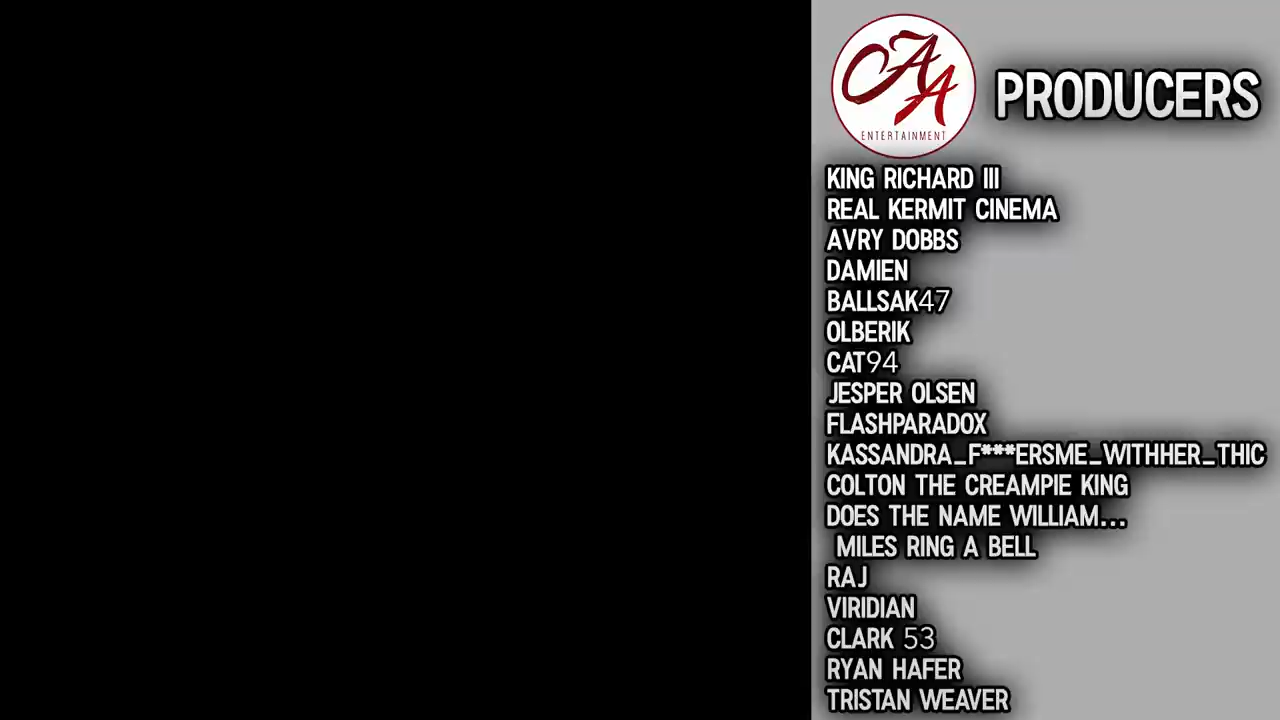 CAA
ENTERTAINMENT
PRODUCERS
KING RICHARD III
REAL KERMIT CINEMA
AVRY DOBBS
DAMIEN
BALLSAK47
OLBERIK
CAT94
JESPER OLSEN
FLASHPARADOX
KASSANDRA_F***ERSME_WITHHER_THIC
COLTON THE CREAMPIE KING
DOES THE NAME WILLIAM...
MILES RING A BELL
RAJ
VIRIDIAN
CLARK 53
RYAN HAFER
TRISTAN WEAVER